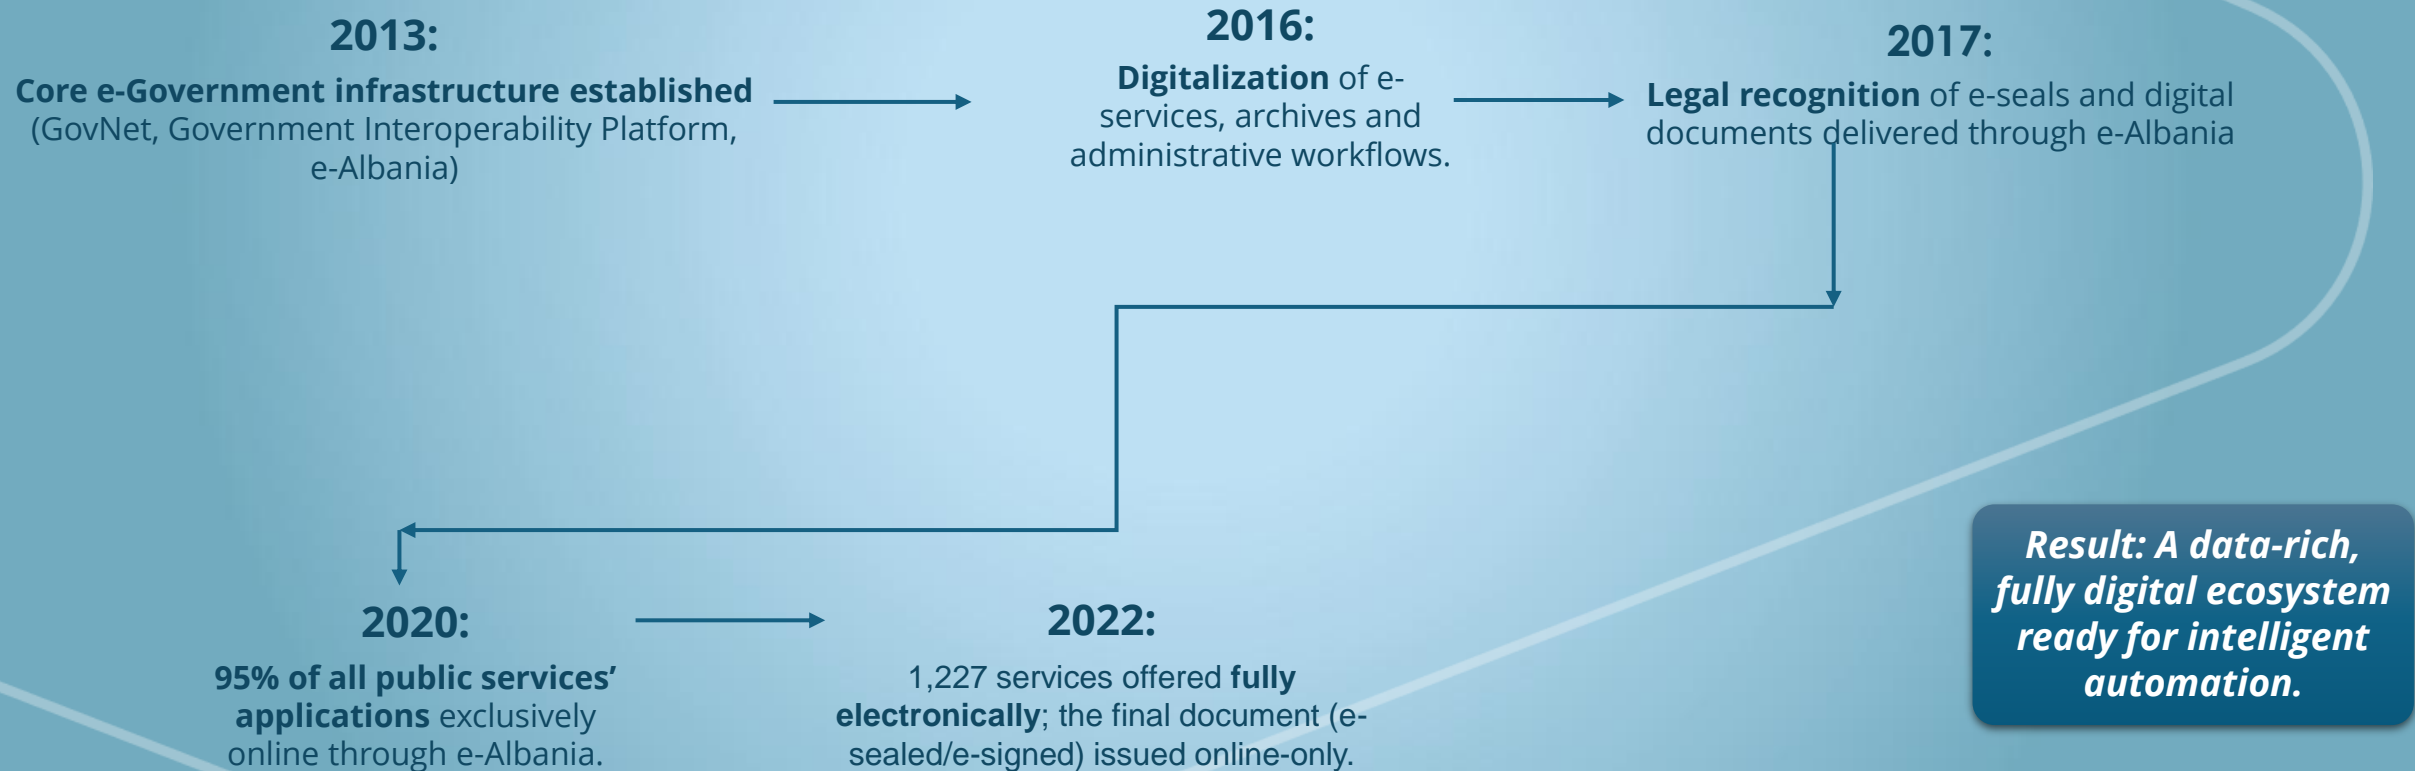 2013:
Core e-Government infrastructure established
(GovNet, Government Interoperability Platform,
e-Albania)
2016:
Digitalization of e-
services, archives and
administrative workflows.
2017:
Legal recognition of e-seals and digital
documents delivered through e-Albania
2020:
95% of all public services’
applications exclusively
online through e-Albania.
2022:
1,227 services offered fully
electronically; the final document (e-
sealed/e-signed) issued online-only.
Result: A data-rich,
fully digital ecosystem
ready for intelligent
automation.